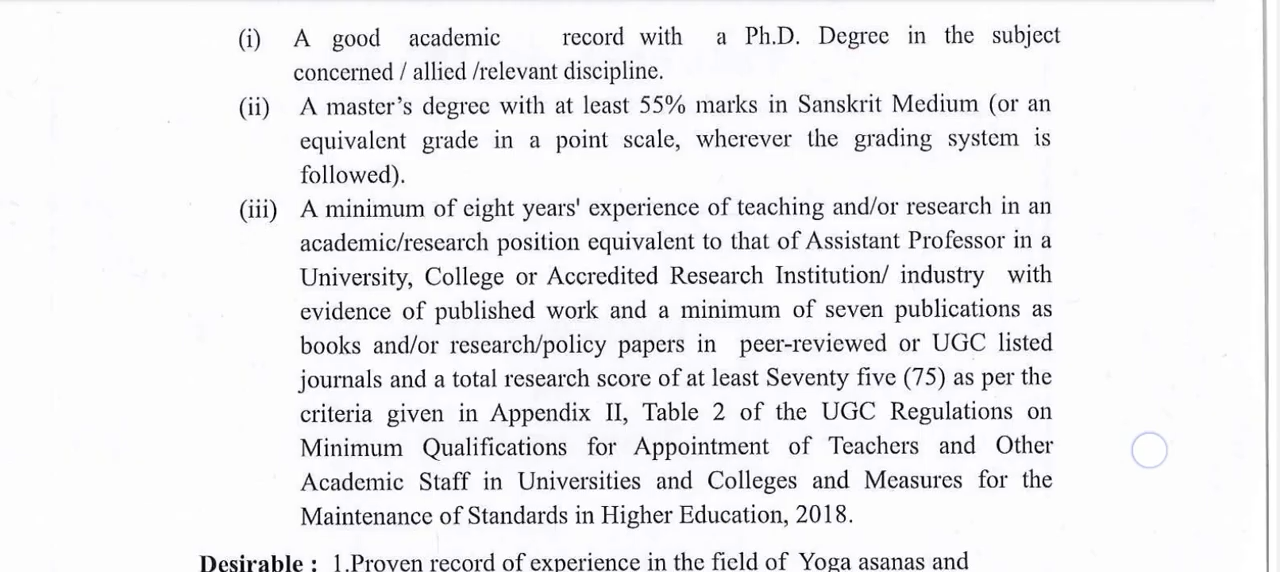 (i) A good academic record with a Ph.D. Degree in the subject
concerned / allied /relevant discipline.
(ii) A master’s degree with at least 55% marks in Sanskrit Medium (or an
equivalent grade in a point scale, wherever the grading system is
followed).
(iii) A minimum of eight years' experience of teaching and/or research in an
academic/research position equivalent to that of Assistant Professor in a
University, College or Accredited Research Institution/ industry with
evidence of published work and a minimum of seven publications as
books and/or research/policy papers in peer-reviewed or UGC listed
journals and a total research score of at least Seventy five (75) as per the
criteria given in Appendix II, Table 2 of the UGC Regulations on
Minimum Qualifications for Appointment of Teachers and Other
Academic Staff in Universities and Colleges and Measures for the
Maintenance of Standards in Higher Education, 2018.
Desirable : 1.Proven record of experience in the field of Yoga asanas and